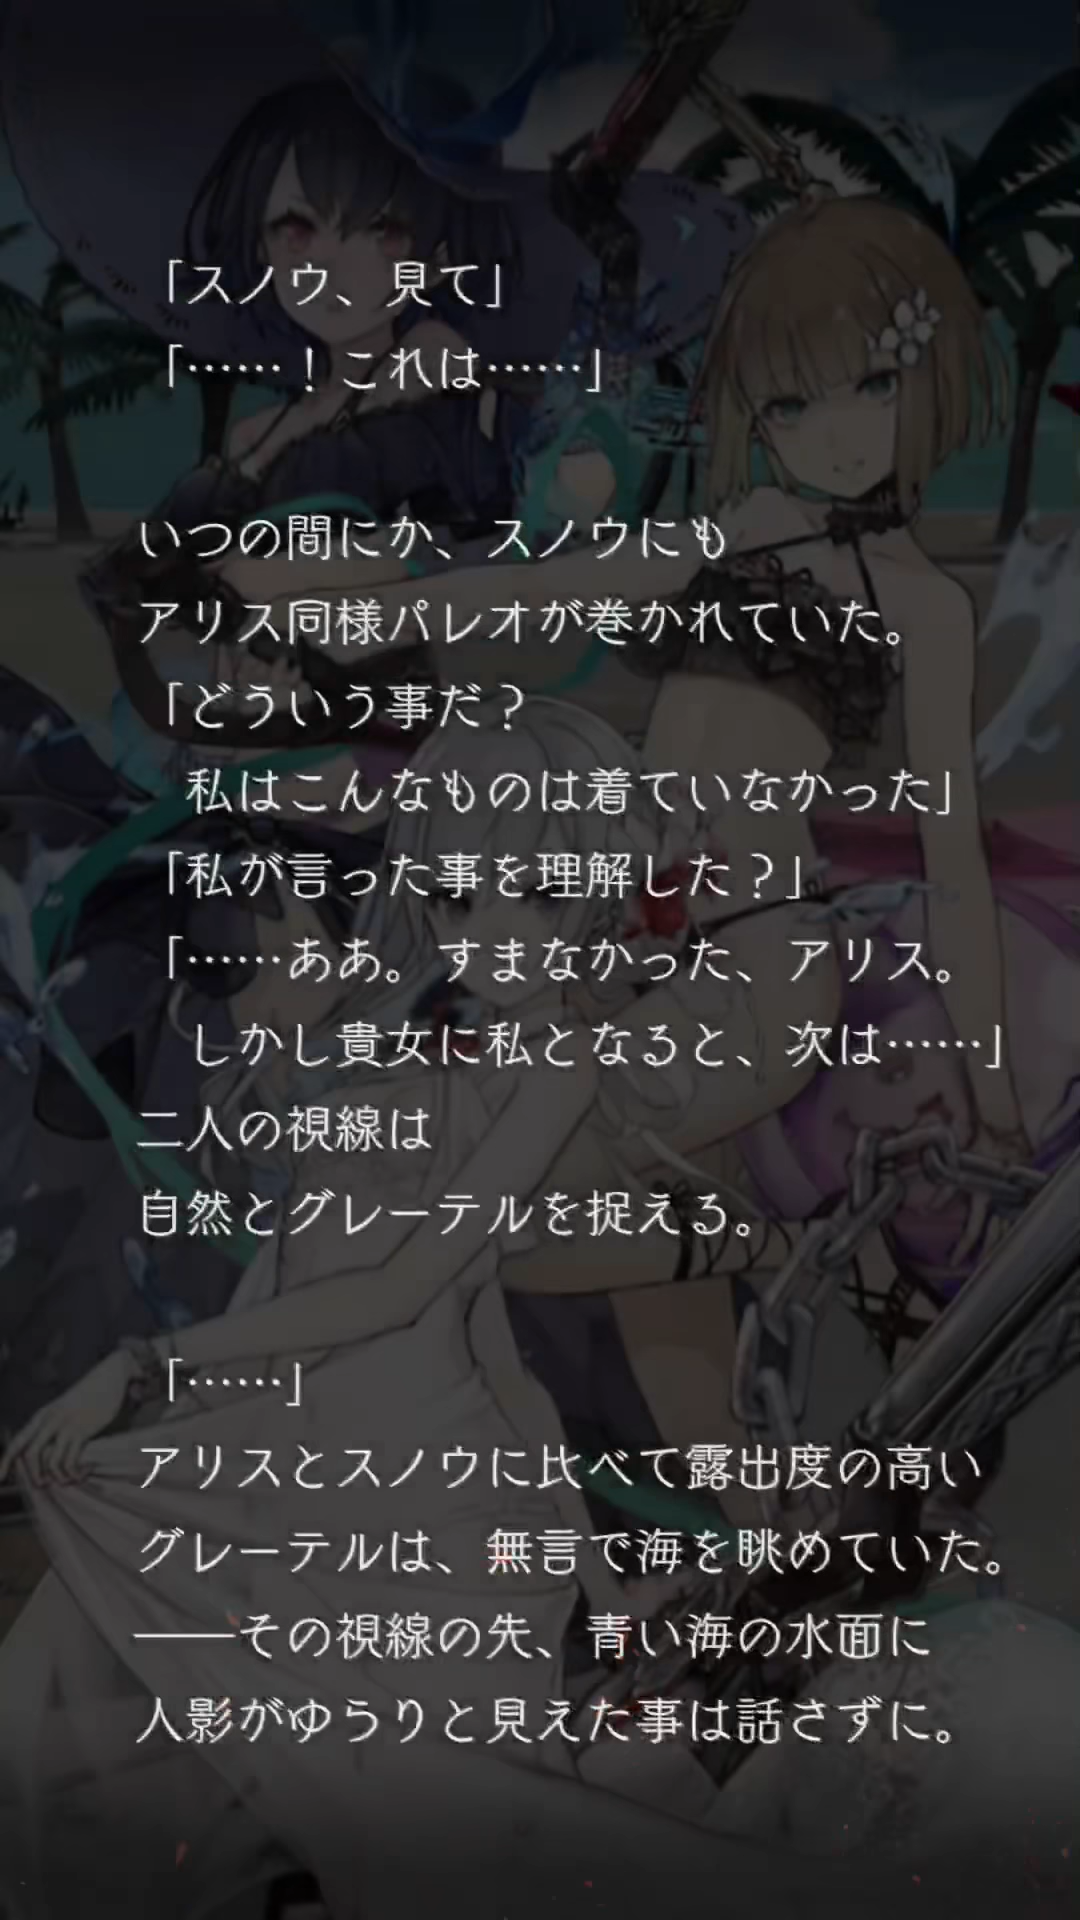 「スノウ、見て」
「……！これは……」
いつの間にか、スノウにも
アリス同様パレオが巻かれていた。
「どういう事だ？
私はこんなものは着ていなかった」
「私が言った事を理解した？」
「……ああ。すまなかった、アリス。
しかし貴女に私となると、次は……」
二人の視線は
自然とグレーテルを捉える。
「……」
アリスとスノウに比べて露出度の高い
グレーテルは、無言で海を眺めていた。
――その視線の先、青い海の水面に
人影がゆらりと見えた事は話さずに。